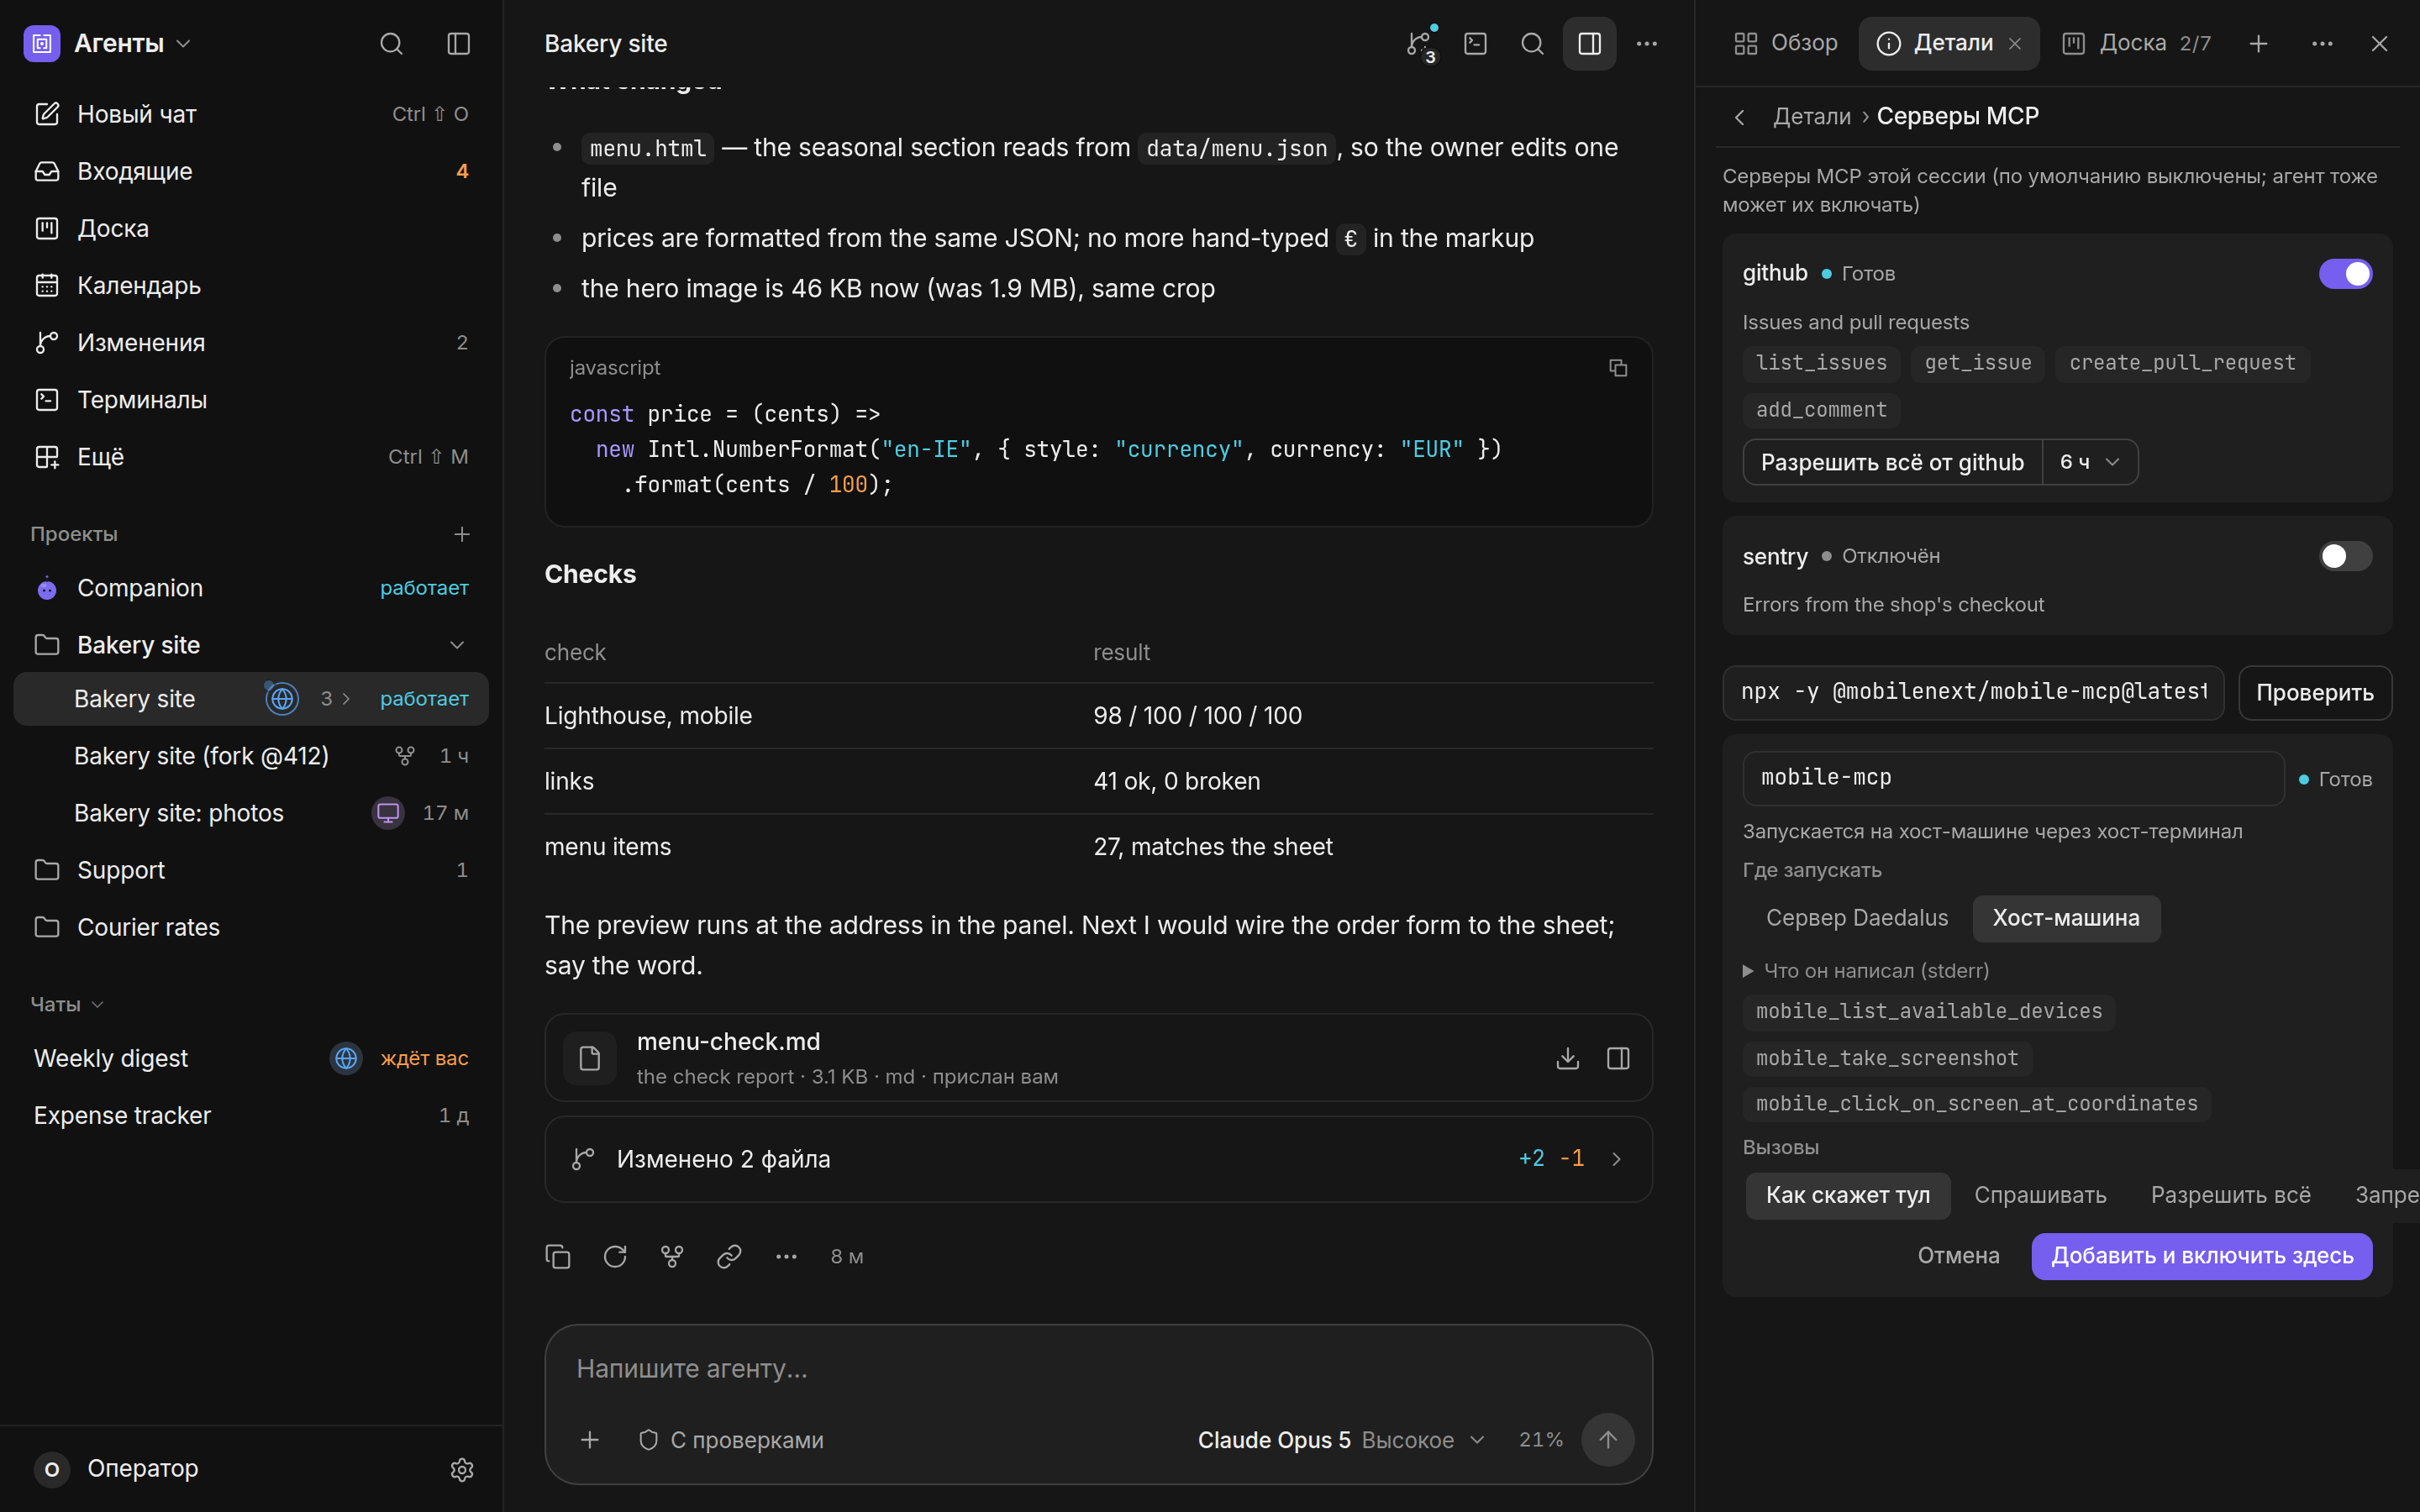 Агенты
Новый чат Ctrl ⇧ O
Входящие 4
Доска
Календарь
Изменения 2
Терминалы
Ещё Ctrl ⇧ M
Проекты
Companion работает
Bakery site
Bakery site 3 работает
Bakery site (fork @412) 1 ч
Bakery site: photos 17 м
Support 1
Courier rates
Чаты
Weekly digest ждёт вас
Expense tracker 1 д
О Оператор
Bakery site 3
menu.html — the seasonal section reads from data/menu.json, so the owner edits one
file
prices are formatted from the same JSON; no more hand-typed € in the markup
the hero image is 46 KB now (was 1.9 MB), same crop
javascript
const price = (cents) =>
new Intl.NumberFormat("en-IE", { style: "currency", currency: "EUR" })
.format(cents / 100);
Checks
check result
Lighthouse, mobile 98 / 100 / 100 / 100
links 41 ok, 0 broken
menu items 27, matches the sheet
The preview runs at the address in the panel. Next I would wire the order form to the sheet;
say the word.
menu-check.md
the check report · 3.1 KB · md · прислан вам
Изменено 2 файла +2 -1
8 м
Напишите агенту...
С проверками Claude Opus 5 Высокое 21%
Обзор Детали Доска 2/7
Детали › Серверы MCP
Серверы MCP этой сессии (по умолчанию выключены; агент тоже
может их включать)
github Готов
Issues and pull requests
list_issues get_issue create_pull_request
add_comment
Разрешить всё от github 6 ч
sentry Отключён
Errors from the shop's checkout
npx -y @mobilenext/mobile-mcp@latest Проверить
mobile-mcp Готов
Запускается на хост-машине через хост-терминал
Где запускать
Сервер Daedalus Хост-машина
Что он написал (stderr)
mobile_list_available_devices
mobile_take_screenshot
mobile_click_on_screen_at_coordinates
Вызовы
Как скажет тул Спрашивать Разрешить всё Запре
Отмена Добавить и включить здесь